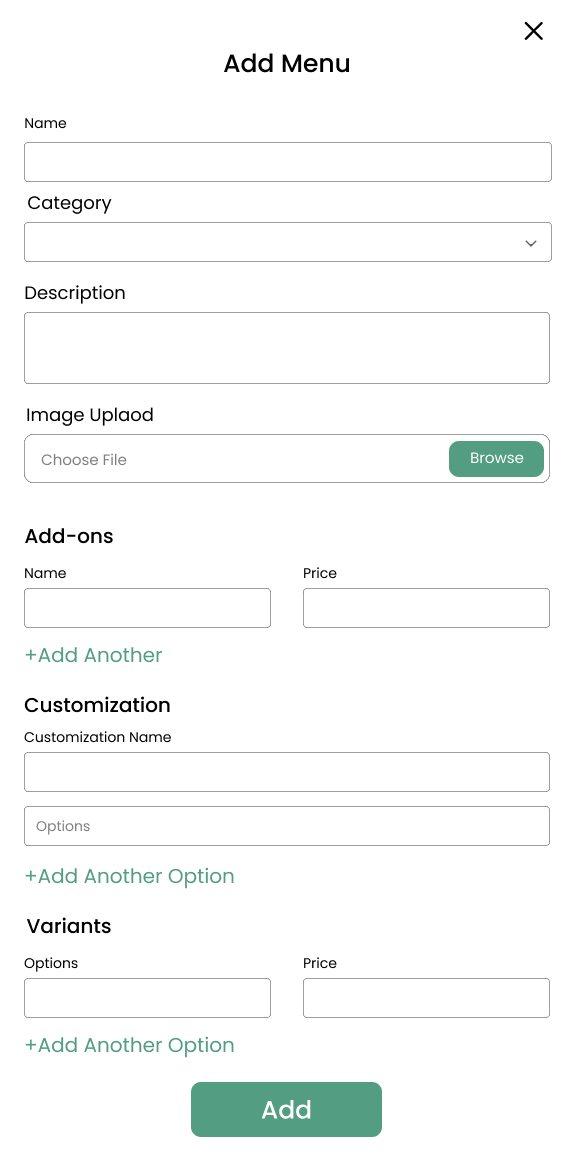 Add Menu
Name
Category
Description
Image Uplaod
Choose File Browse
Add-ons
Name Price
+Add Another
Customization
Customization Name
Options
+Add Another Option
Variants
Options Price
+Add Another Option
Add